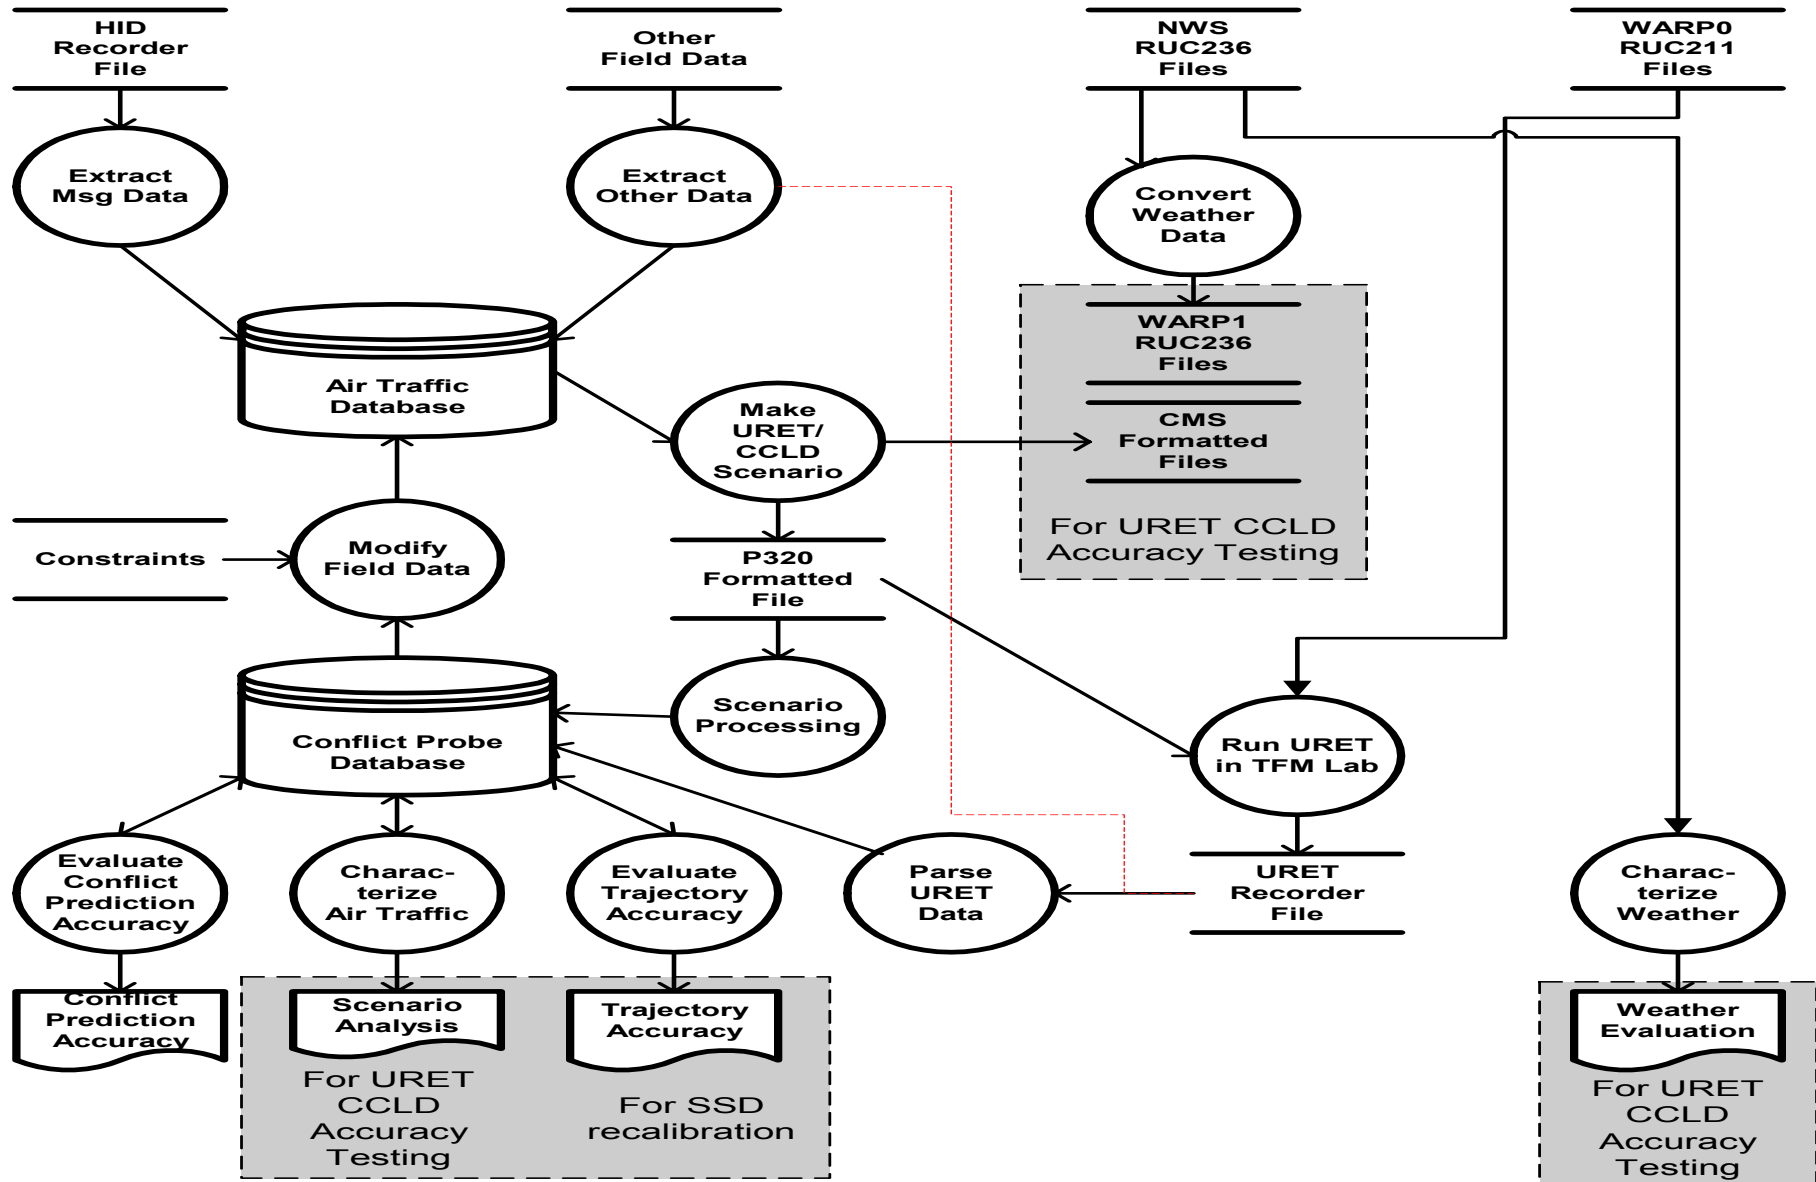 HID
Recorder
File
Other
Field Data
NWS
RUC236
Files
WARP0
RUC211
Files
Extract
Msg Data
Extract
Other Data
Convert
Weather
Data
WARP1
RUC236
Files
Air Traffic
Database
Make
URET/
CCLD
Scenario
CMS
Formatted
Files
For URET CCLD
Accuracy Testing
Constraints
Modify
Field Data
P320
Formatted
File
Scenario
Processing
Conflict Probe
Database
Run URET
in TFM Lab
Evaluate
Conflict
Prediction
Accuracy
Charac-
terize
Air Traffic
Evaluate
Trajectory
Accuracy
Parse
URET
Data
URET
Recorder
File
Charac-
terize
Weather
Conflict
Prediction
Accuracy
Scenario
Analysis
Trajectory
Accuracy
Weather
Evaluation
For URET
CCLD
Accuracy
Testing
For SSD
recalibration
For URET
CCLD
Accuracy
Testing